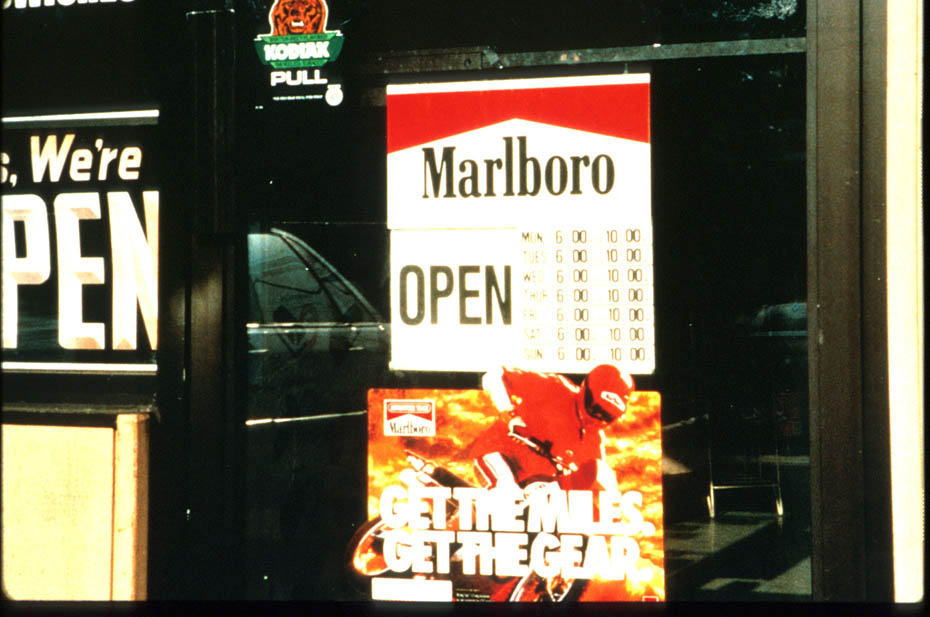 KODIAK
PULL
s, We're
PEN
Marlboro
OPEN
MON 6 00 10 00
TUES 6 00 10 00
WED 6 00 10 00
THUR 6 00 10 00
FRI 6 00 10 00
SAT 6 00 10 00
SUN 6 00 10 00
Marlboro
GET THE MILES.
GET THE GEAR.